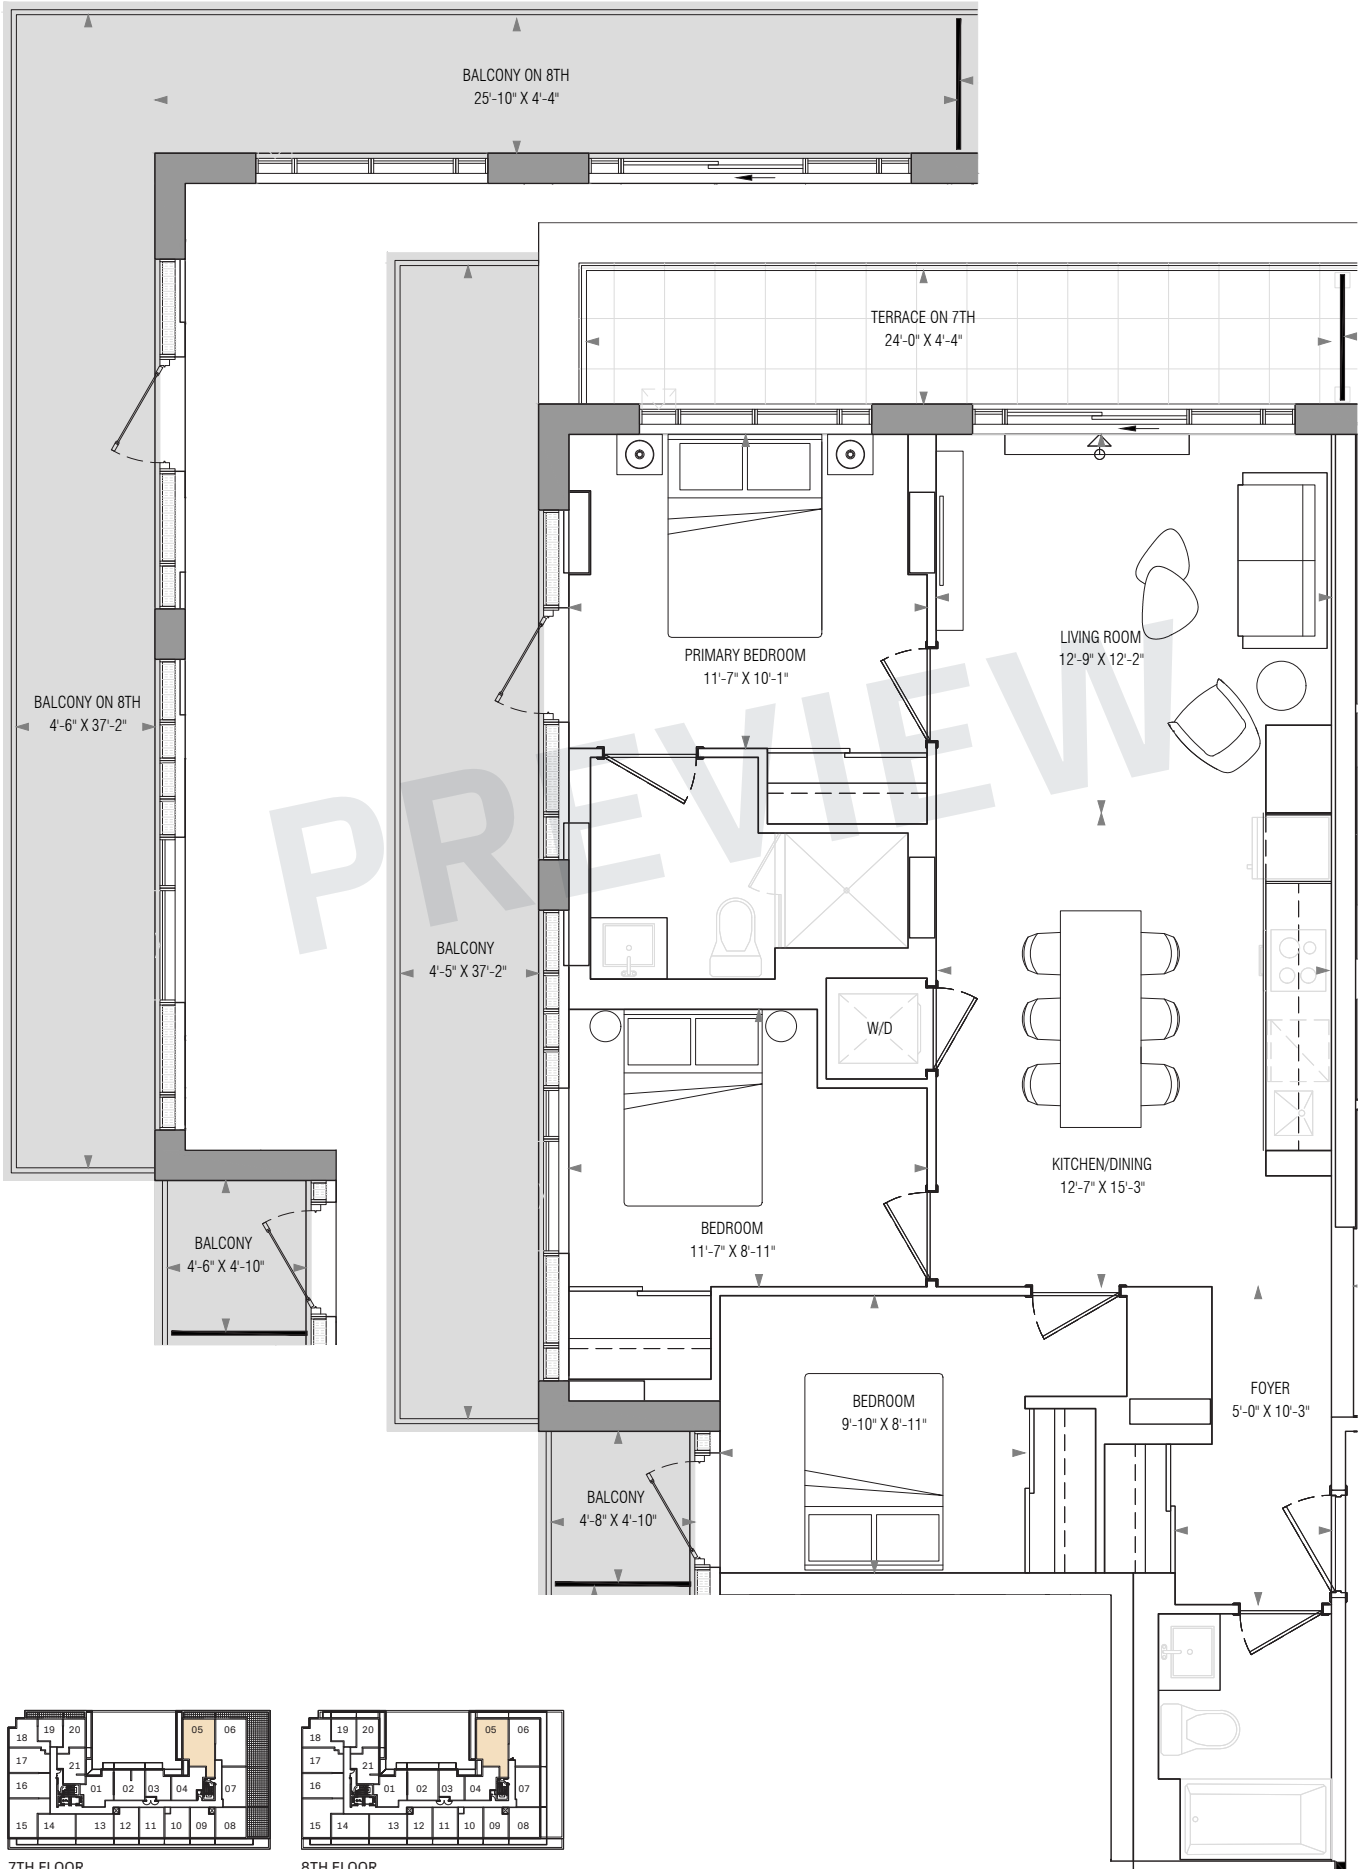 BALCONY ON 8TH
25'-10" X 4'-4"
TERRACE ON 7TH
24'-0" X 4'-4"
PRIMARY BEDROOM
11'-7" X 10'-1"
LIVING ROOM
12'-9" X 12'-2"
BALCONY ON 8TH
4'-6" X 37'-2"
PREVIEW
BALCONY
4'-5" X 37'-2"
W/D
KITCHEN/DINING
12'-7" X 15'-3"
BEDROOM
11'-7" X 8'-11"
BALCONY
4'-6" X 4'-10"
BEDROOM
9'-10" X 8'-11"
FOYER
5'-0" X 10'-3"
BALCONY
4'-8" X 4'-10"
18 19 20 05 06
17 21
16 01 02 03 04 07
15 14 13 12 11 10 09 08
7TH FLOOR
18 19 20 05 06
17 21
16 01 02 03 04 07
15 14 13 12 11 10 09 08
8TH FLOOR